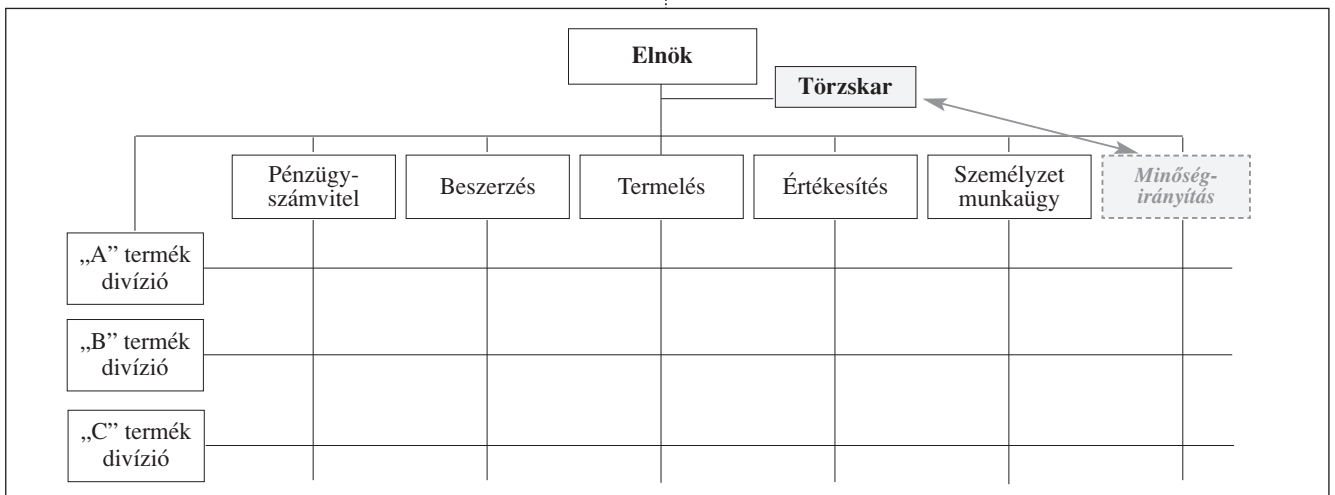 Elnök
Törzskar
Pénzügy-
számvitel
Beszerzés
Termelés
Értékesítés
Személyzet
munkaügy
Minőség-
irányítás
„A” termék
divízió
„B” termék
divízió
„C” termék
divízió